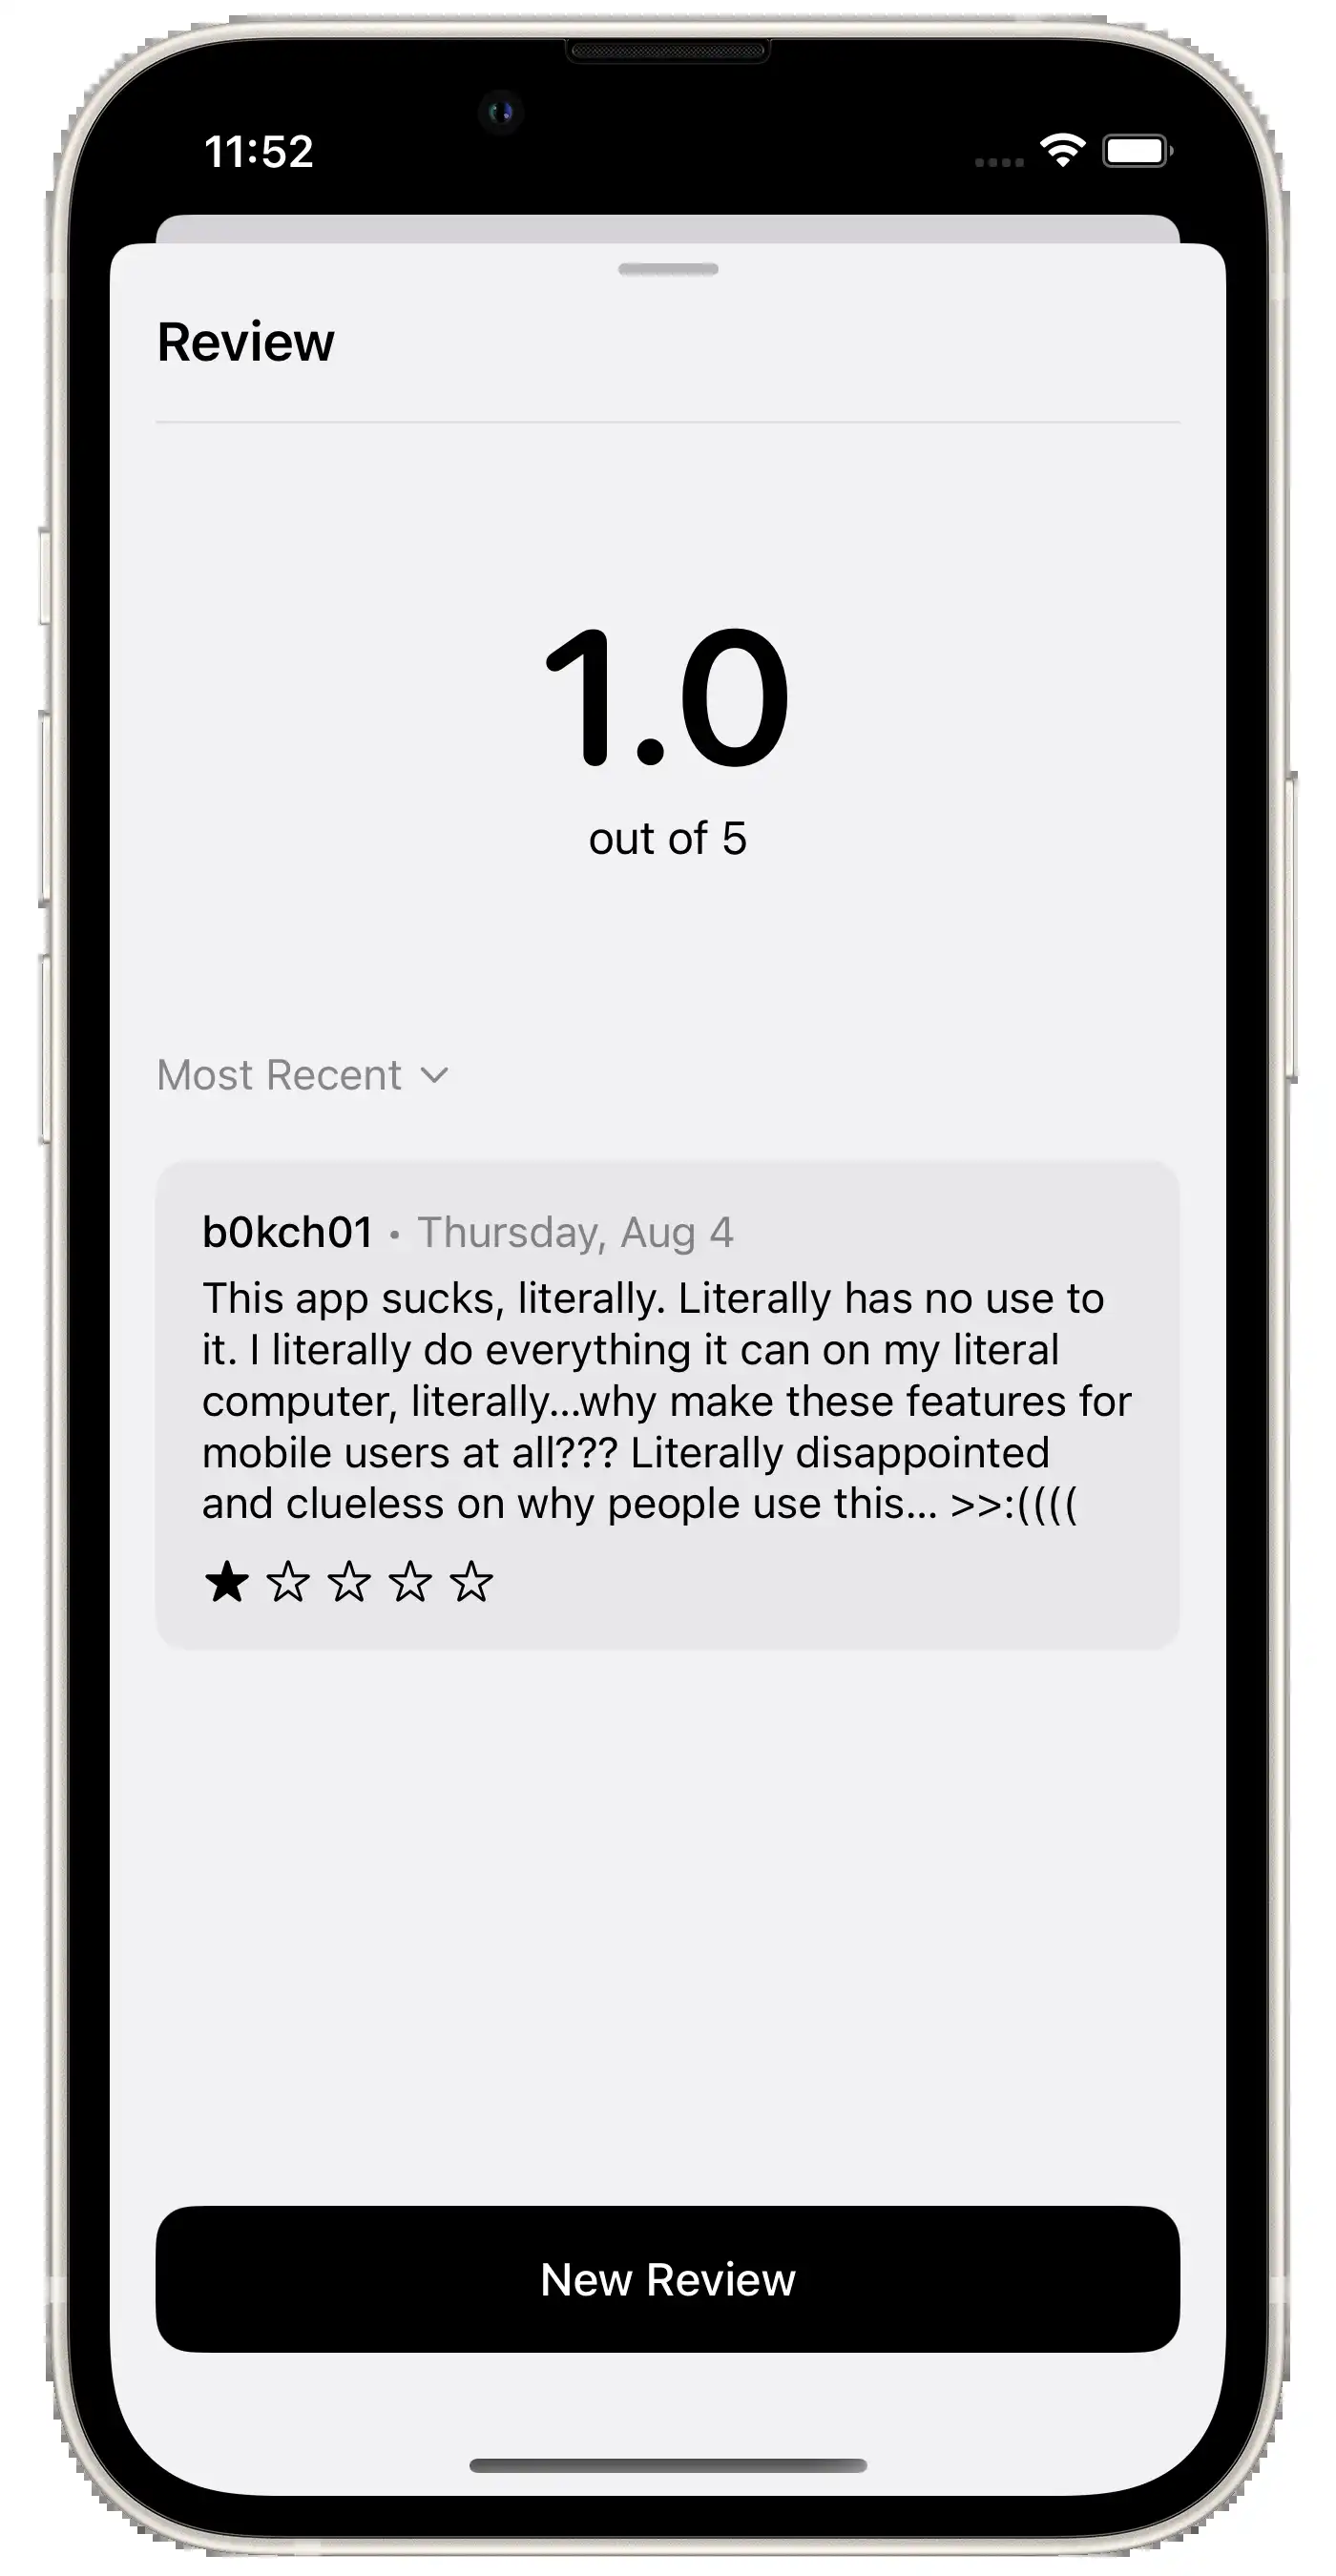 11:52
Review
1.0
out of 5
Most Recent
b0kch01 • Thursday, Aug 4
This app sucks, literally. Literally has no use to
it. I literally do everything it can on my literal
computer, literally...why make these features for
mobile users at all??? Literally disappointed
and clueless on why people use this... >>:((((
New Review